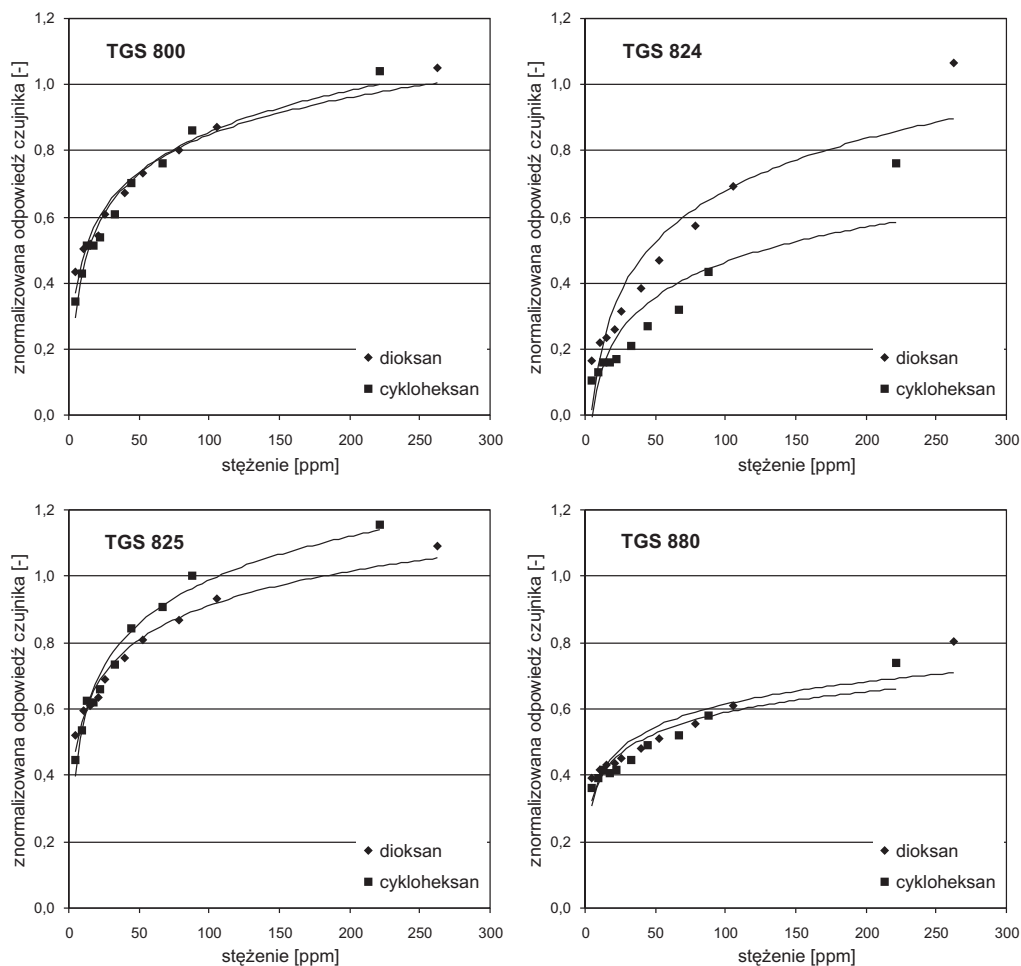 TGS 800
znormalizowana odpowiedź czujnika [-]
1,2
1,0
0,8
0,6
0,4
0,2
0,0
dioksan
cykloheksan
0 50 100 150 200 250 300
stężenie [ppm]
TGS 824
znormalizowana odpowiedź czujnika [-]
1,2
1,0
0,8
0,6
0,4
0,2
0,0
dioksan
cykloheksan
0 50 100 150 200 250 300
stężenie [ppm]
TGS 825
znormalizowana odpowiedź czujnika [-]
1,2
1,0
0,8
0,6
0,4
0,2
0,0
dioksan
cykloheksan
0 50 100 150 200 250 300
stężenie [ppm]
TGS 880
znormalizowana odpowiedź czujnika [-]
1,2
1,0
0,8
0,6
0,4
0,2
0,0
dioksan
cykloheksan
0 50 100 150 200 250 300
stężenie [ppm]